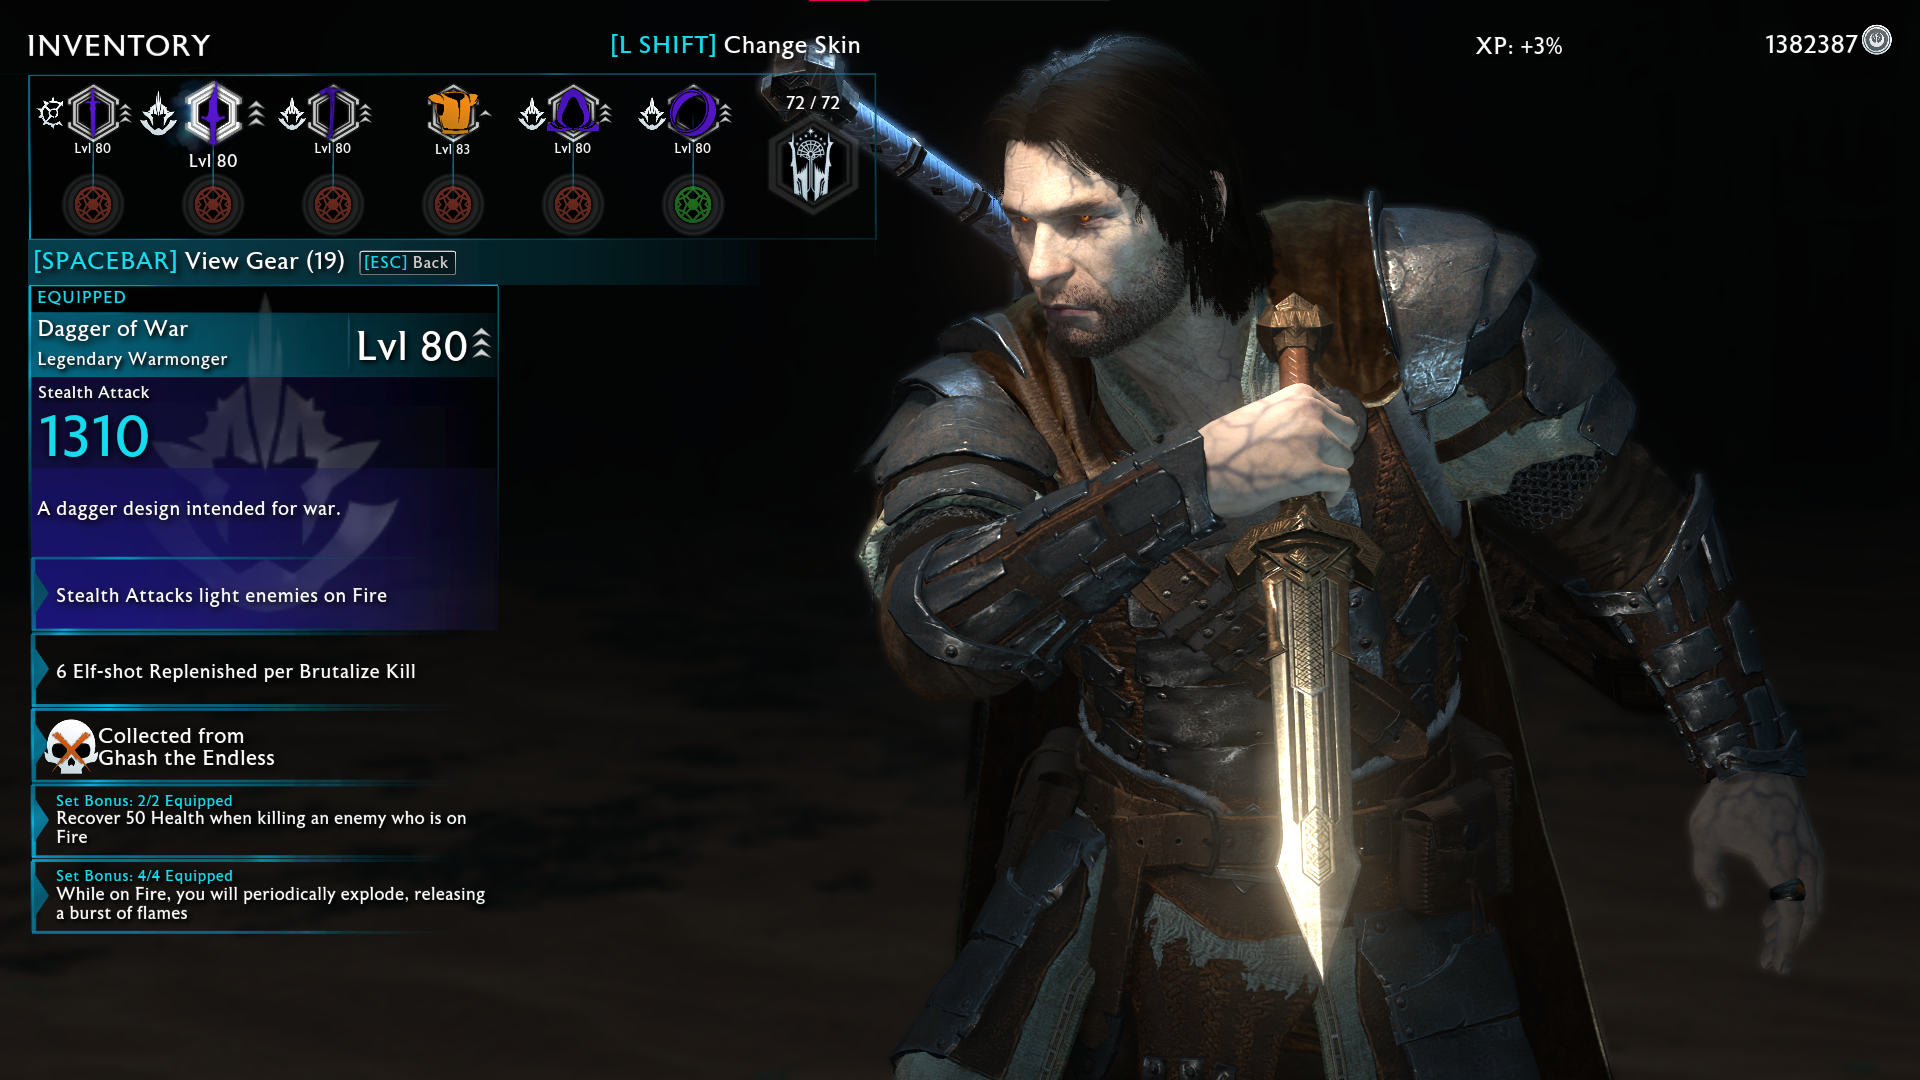 INVENTORY
[L SHIFT] Change Skin
XP: +3%
1382387
Lvl 80
Lvl 80
Lvl 80
Lvl 83
Lvl 80
Lvl 80
72 / 72
[SPACEBAR] View Gear (19) [ESC] Back
EQUIPPED
Dagger of War
Legendary Warmonger
Lvl 80
Stealth Attack
1310
A dagger design intended for war.
Stealth Attacks light enemies on Fire
6 Elf-shot Replenished per Brutalize Kill
Collected from
Ghash the Endless
Set Bonus: 2/2 Equipped
Recover 50 Health when killing an enemy who is on
Fire
Set Bonus: 4/4 Equipped
While on Fire, you will periodically explode, releasing
a burst of flames